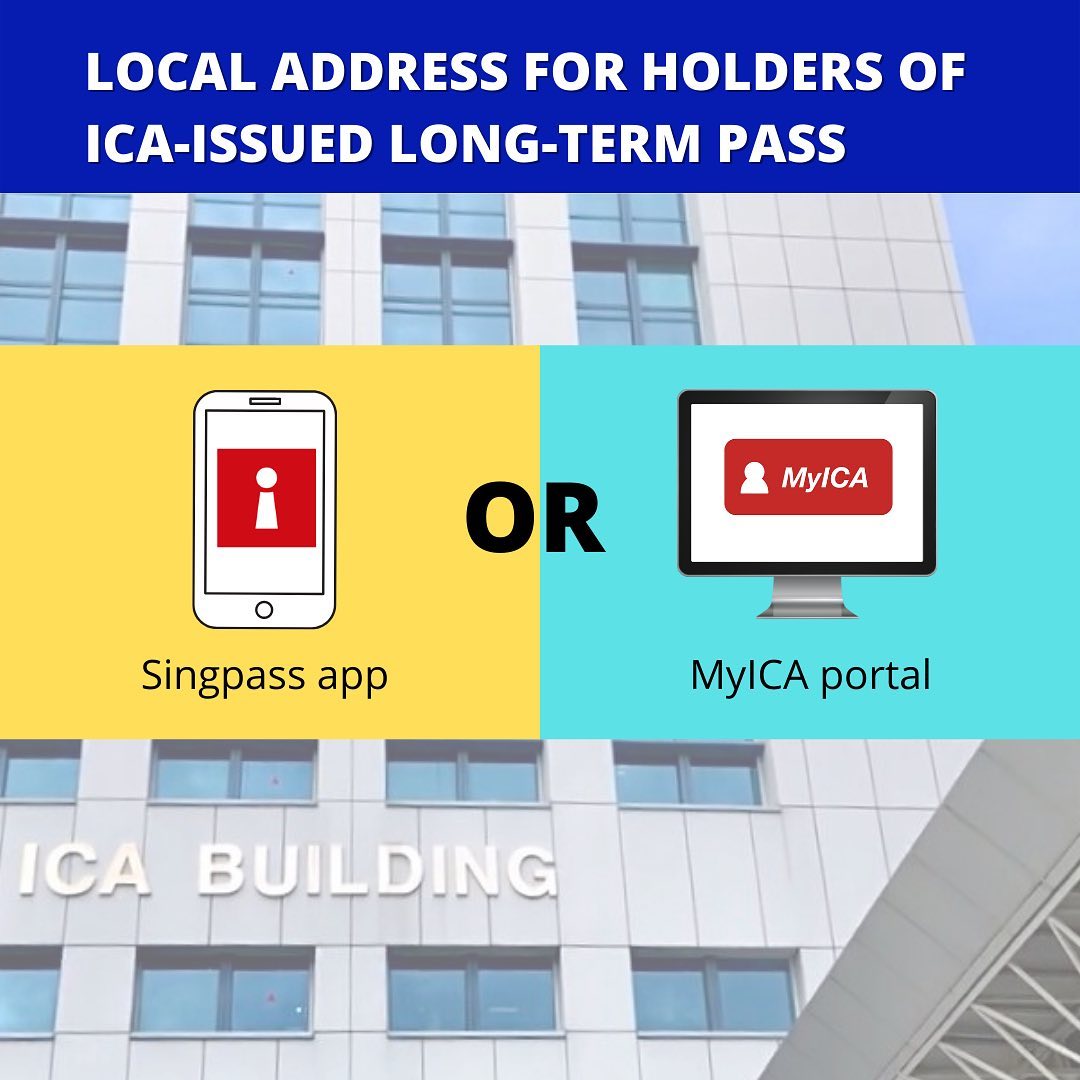 LOCAL ADDRESS FOR HOLDERS OF
ICA-ISSUED LONG-TERM PASS
OR
MyICA
Singpass app
MyICA portal
ICA BUILDING